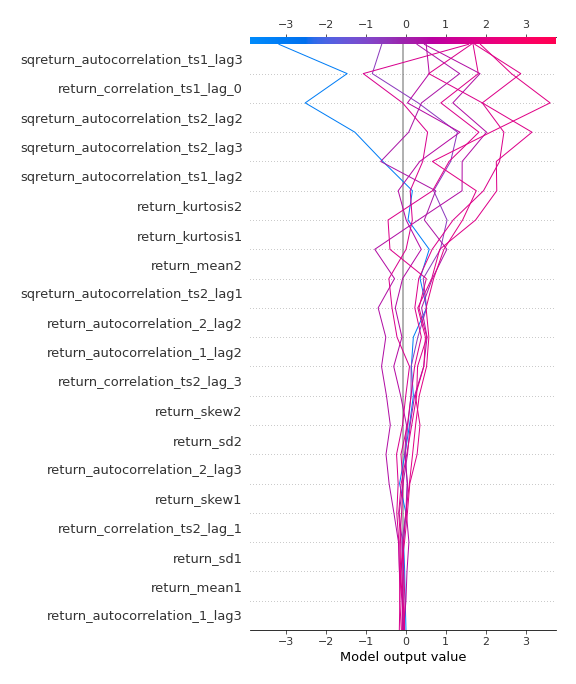 −3 −2 −1 0 1 2 3
sqreturn_autocorrelation_ts1_lag3
return_correlation_ts1_lag_0
sqreturn_autocorrelation_ts2_lag2
sqreturn_autocorrelation_ts2_lag3
sqreturn_autocorrelation_ts1_lag2
return_kurtosis2
return_kurtosis1
return_mean2
sqreturn_autocorrelation_ts2_lag1
return_autocorrelation_2_lag2
return_autocorrelation_1_lag2
return_correlation_ts2_lag_3
return_skew2
return_sd2
return_autocorrelation_2_lag3
return_skew1
return_correlation_ts2_lag_1
return_sd1
return_mean1
return_autocorrelation_1_lag3
−3 −2 −1 0 1 2 3
Model output value